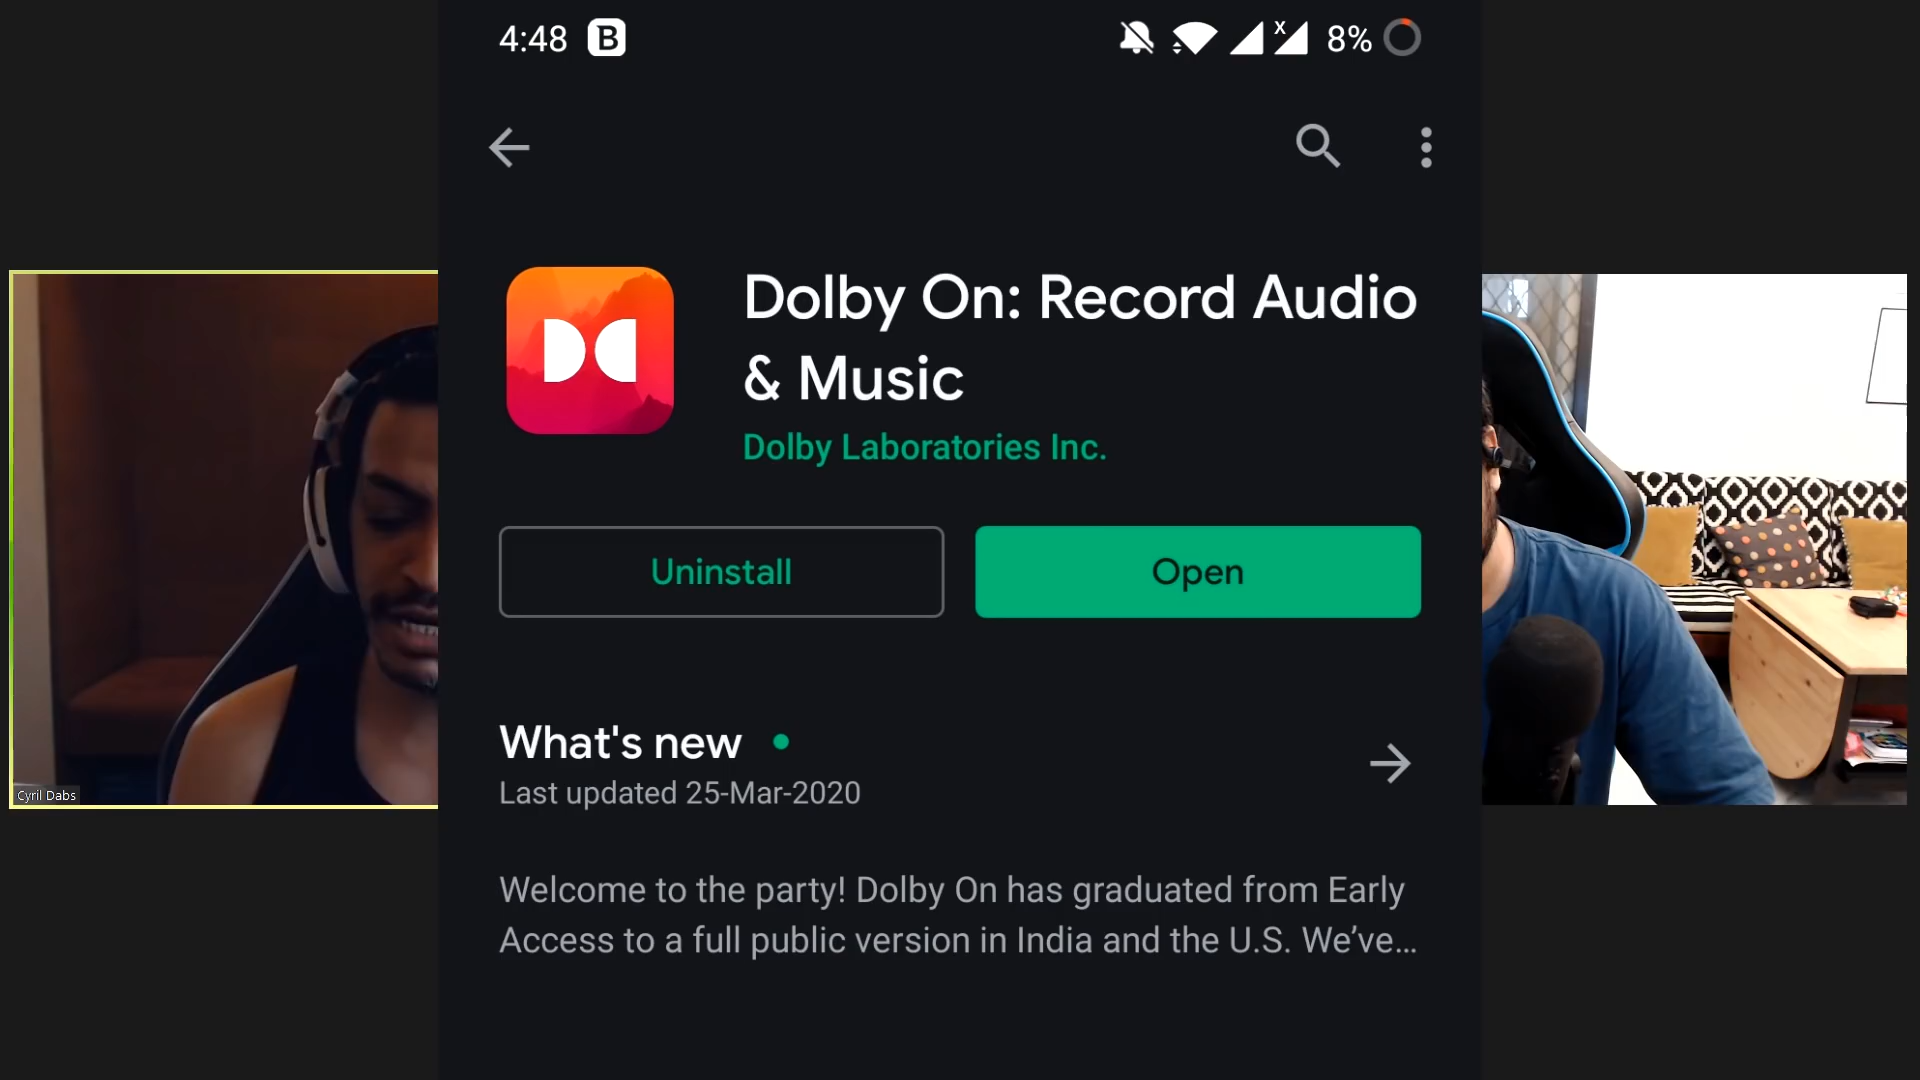 4:48 B
X 8%
Dolby On: Record Audio
& Music
Dolby Laboratories Inc.
Uninstall
Open
What's new
Last updated 25-Mar-2020
Welcome to the party! Dolby On has graduated from Early
Access to a full public version in India and the U.S. We’ve…
Cyril Dabs